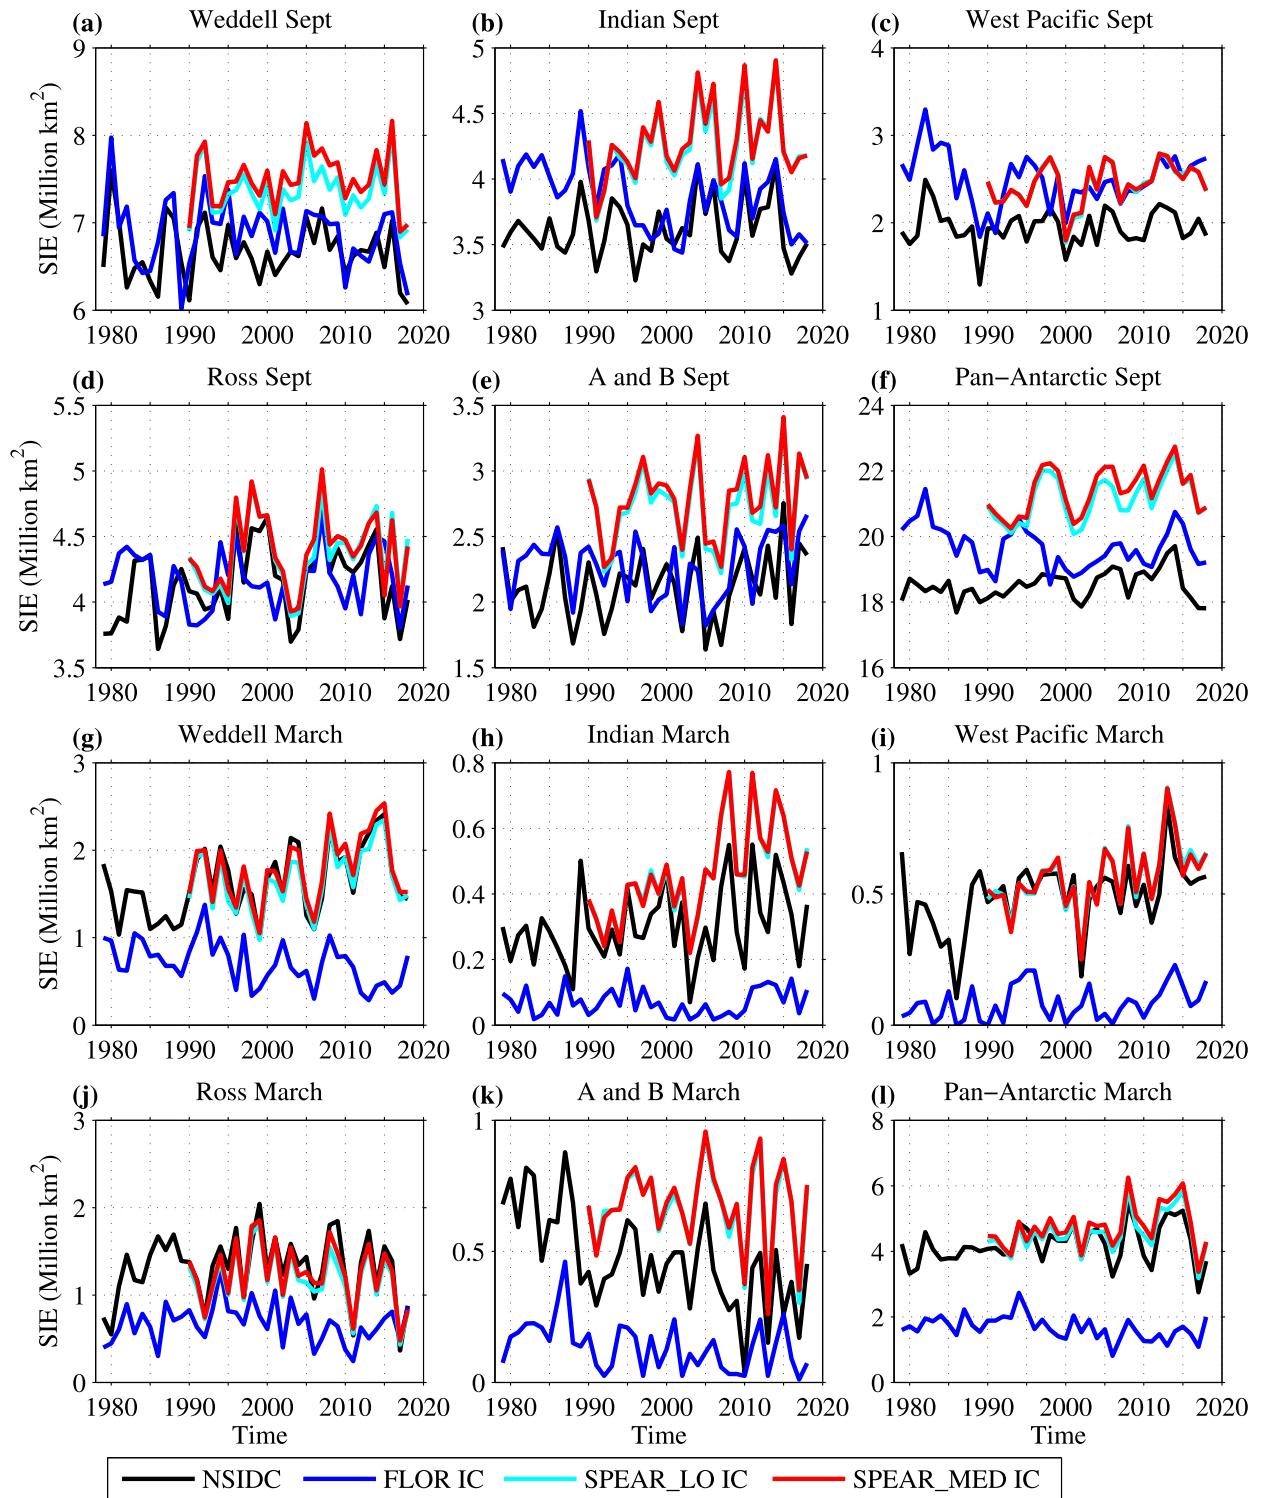 (a) Weddell Sept
(b) Indian Sept
(c) West Pacific Sept
SIE (Million km²)
9
8
7
6
1980 1990 2000 2010 2020
5
4.5
4
3.5
3
1980 1990 2000 2010 2020
4
3
2
1
1980 1990 2000 2010 2020
(d) Ross Sept
(e) A and B Sept
(f) Pan−Antarctic Sept
SIE (Million km²)
5.5
5
4.5
4
3.5
1980 1990 2000 2010 2020
3.5
3
2.5
2
1.5
1980 1990 2000 2010 2020
24
22
20
18
16
1980 1990 2000 2010 2020
(g) Weddell March
(h) Indian March
(i) West Pacific March
SIE (Million km²)
3
2
1
0
1980 1990 2000 2010 2020
0.8
0.6
0.4
0.2
0
1980 1990 2000 2010 2020
1
0.5
0
1980 1990 2000 2010 2020
(j) Ross March
(k) A and B March
(l) Pan−Antarctic March
SIE (Million km²)
3
2
1
0
1980 1990 2000 2010 2020
Time
1
0.5
0
1980 1990 2000 2010 2020
Time
8
6
4
2
0
1980 1990 2000 2010 2020
Time
NSIDC FLOR IC SPEAR_LO IC SPEAR_MED IC